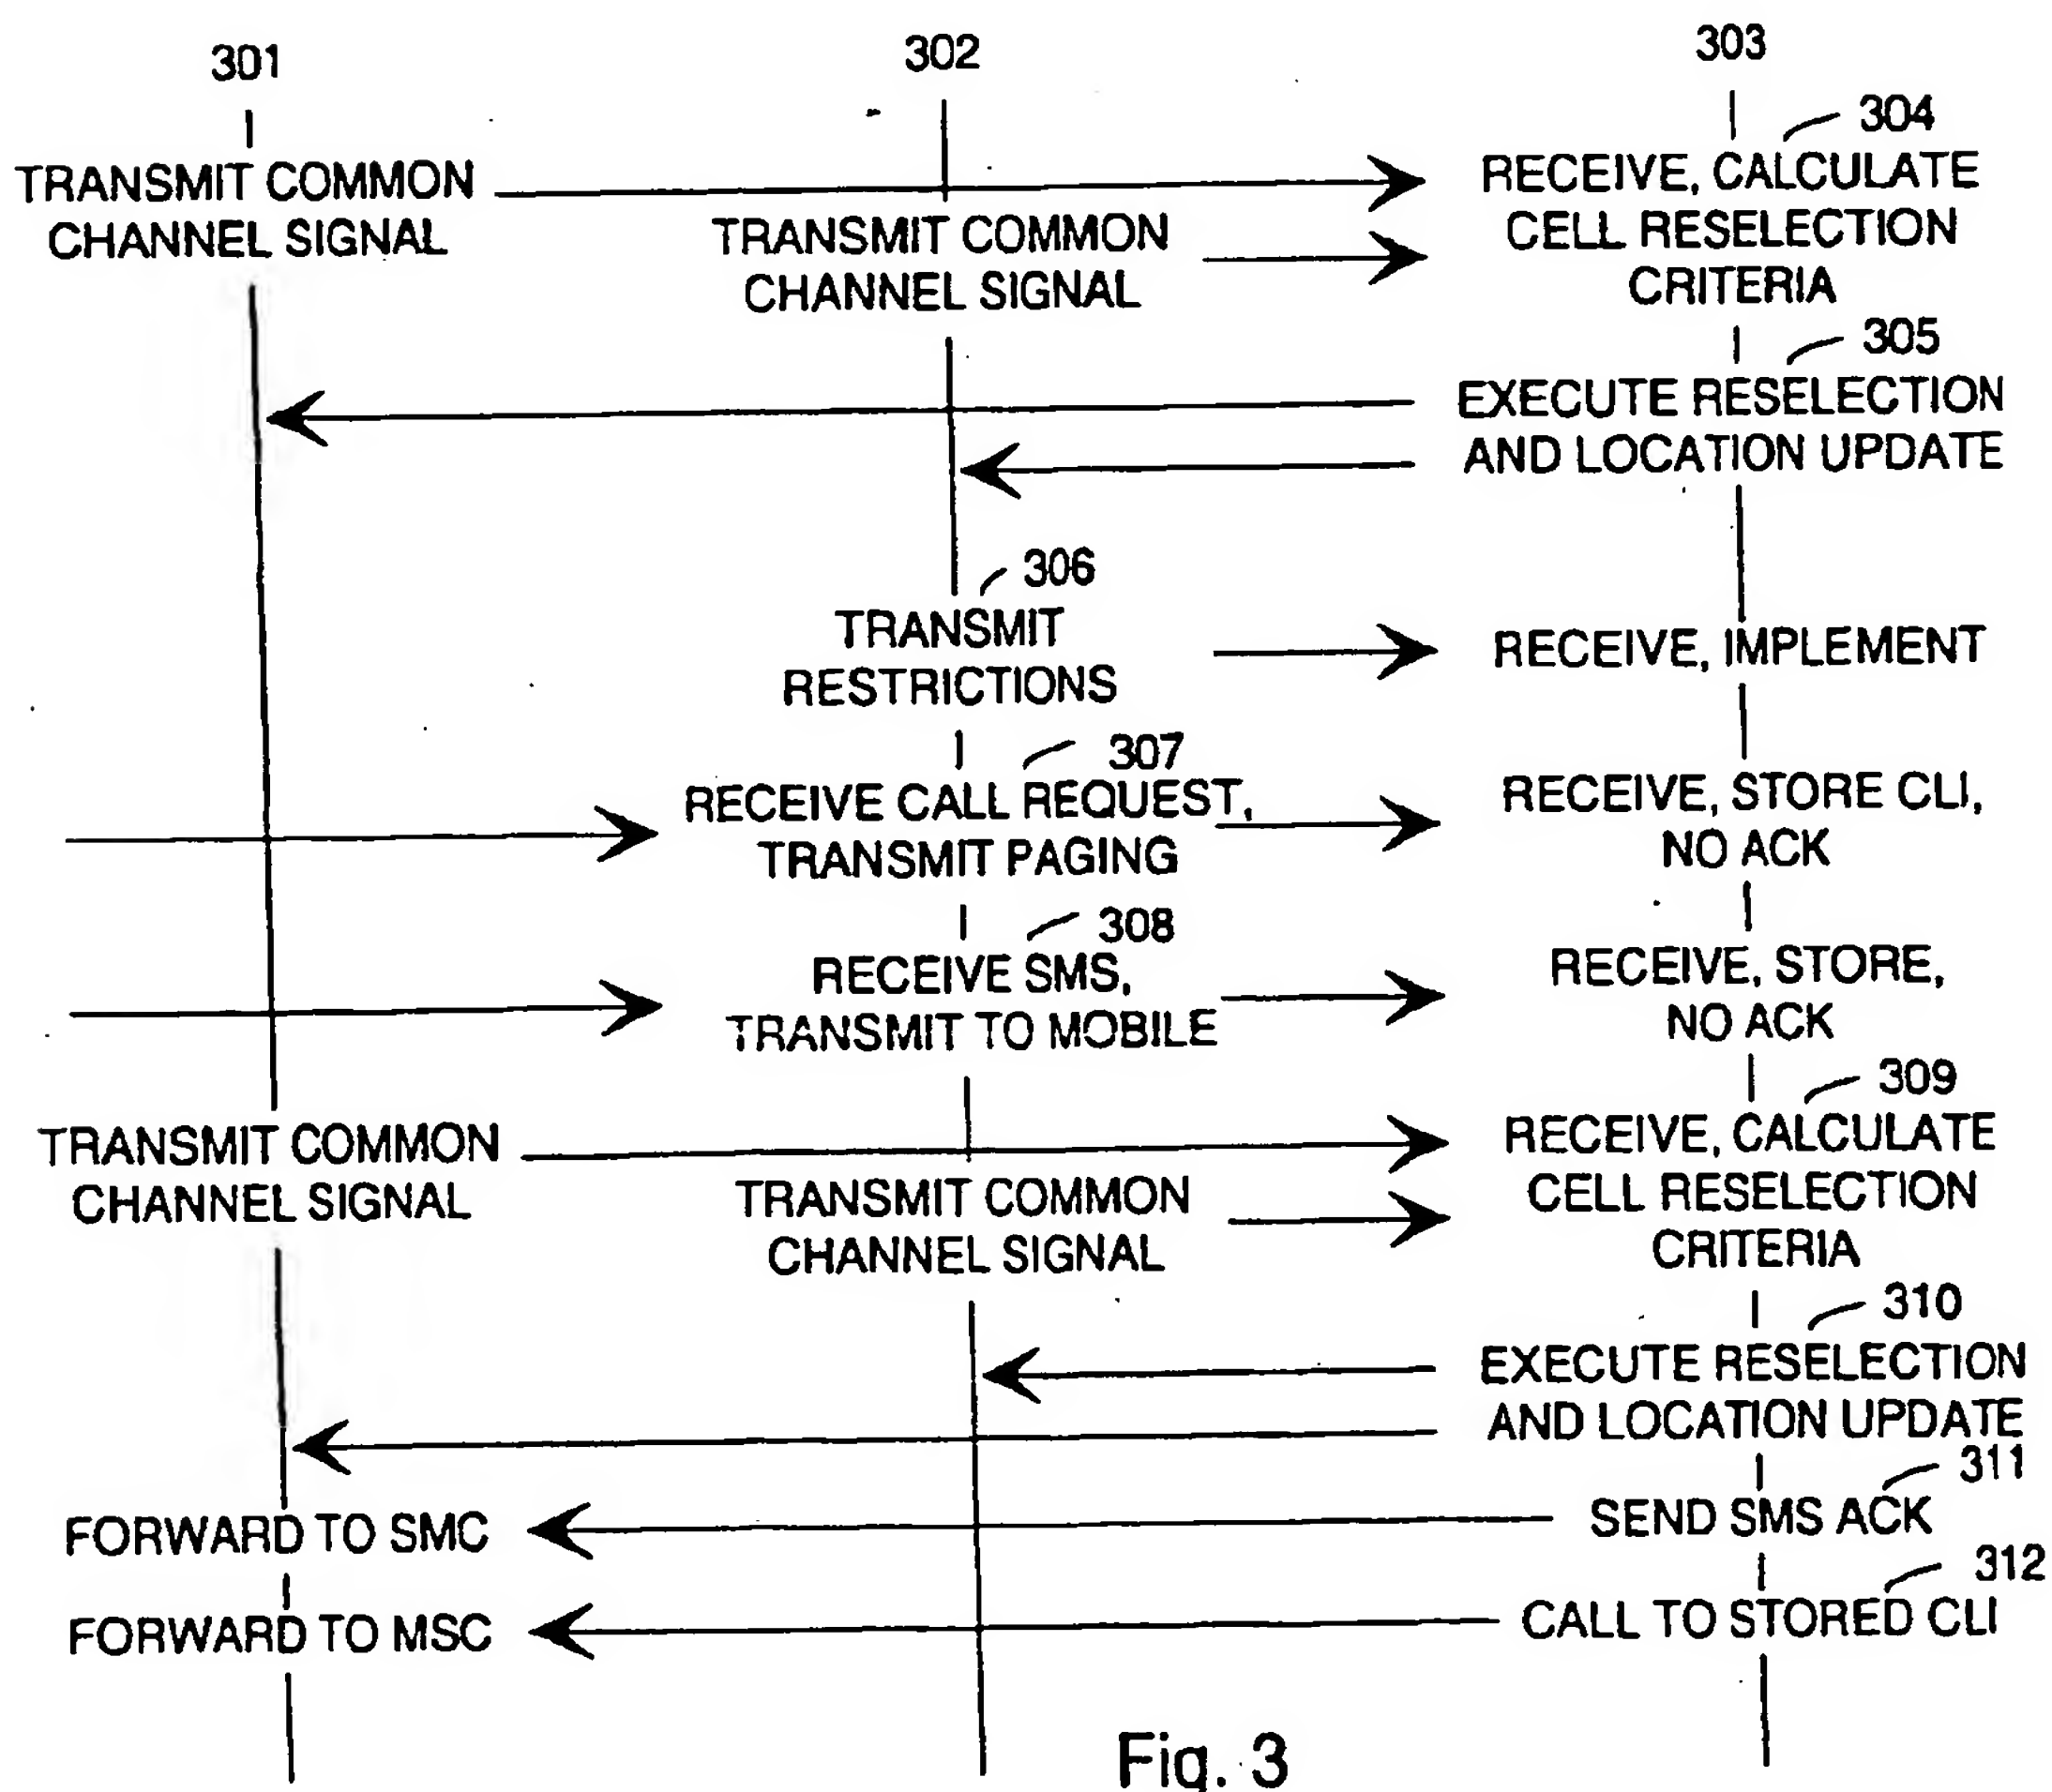 301
302
303
304
TRANSMIT COMMON
CHANNEL SIGNAL
TRANSMIT COMMON
CHANNEL SIGNAL
RECEIVE, CALCULATE
CELL RESELECTION
CRITERIA
305
EXECUTE RESELECTION
AND LOCATION UPDATE
306
TRANSMIT
RESTRICTIONS
RECEIVE, IMPLEMENT
307
RECEIVE CALL REQUEST,
TRANSMIT PAGING
RECEIVE, STORE CLI,
NO ACK
308
RECEIVE SMS,
TRANSMIT TO MOBILE
RECEIVE, STORE,
NO ACK
309
TRANSMIT COMMON
CHANNEL SIGNAL
TRANSMIT COMMON
CHANNEL SIGNAL
RECEIVE, CALCULATE
CELL RESELECTION
CRITERIA
310
EXECUTE RESELECTION
AND LOCATION UPDATE
311
FORWARD TO SMC
SEND SMS ACK
312
FORWARD TO MSC
CALL TO STORED CLI
Fig. 3